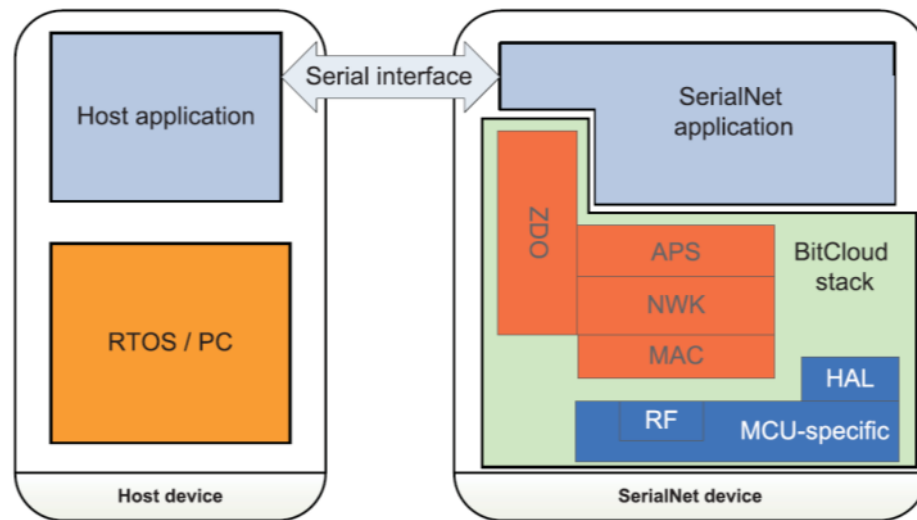 Host application
Serial interface
SerialNet
application
ZDO
APS
NWK
MAC
BitCloud
stack
RTOS / PC
HAL
RF
MCU-specific
Host device
SerialNet device